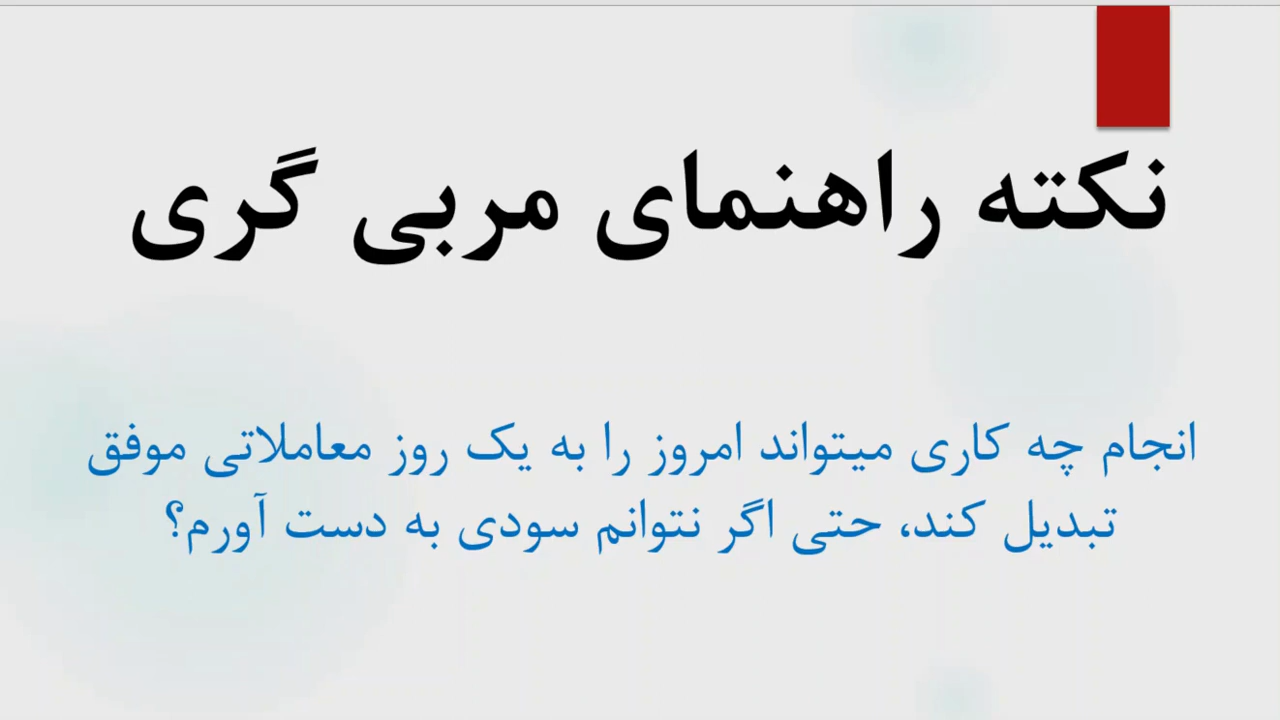 نکته راهنمای مربی گری
انجام چه کاری میتواند امروز را به یک روز معاملاتی موفق
تبدیل کند، حتی اگر نتوانم سودی به دست آورم؟